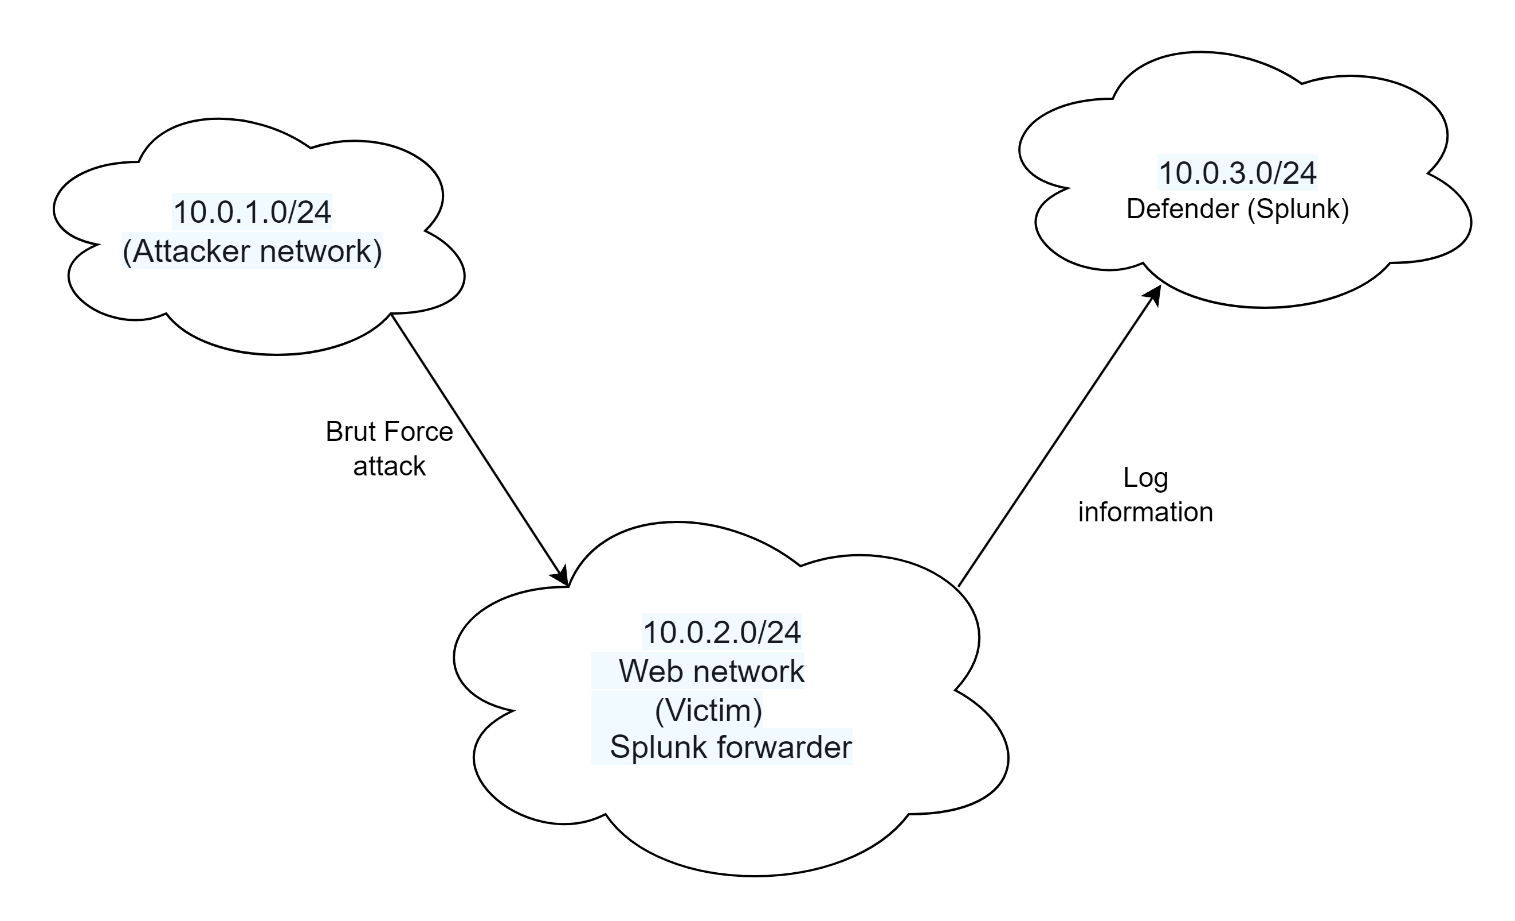 10.0.1.0/24
(Attacker network)
10.0.3.0/24
Defender (Splunk)
Brut Force
attack
Log
information
10.0.2.0/24
Web network
(Victim)
Splunk forwarder